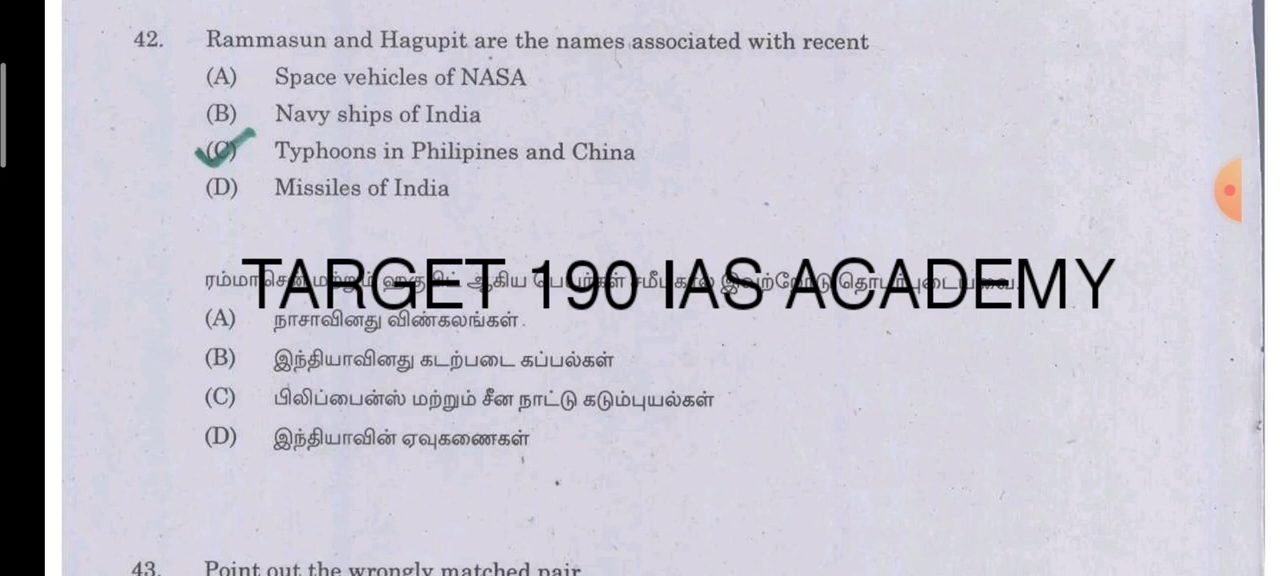 42. Rammasun and Hagupit are the names associated with recent
(A) Space vehicles of NASA
(B) Navy ships of India
(C) Typhoons in Philipines and China
(D) Missiles of India
TARGET 190 IAS ACADEMY
ஆகிய
(A) நாசாவினது விண்கலங்கள்.
(B) இந்தியாவினது கடற்படை கப்பல்கள்
(C) பிலிப்பைன்ஸ் மற்றும் சீன நாட்டு கடும்புயல்கள்
(D) இந்தியாவின் ஏவுகணைகள்
43. Point out the wrongly matched pair